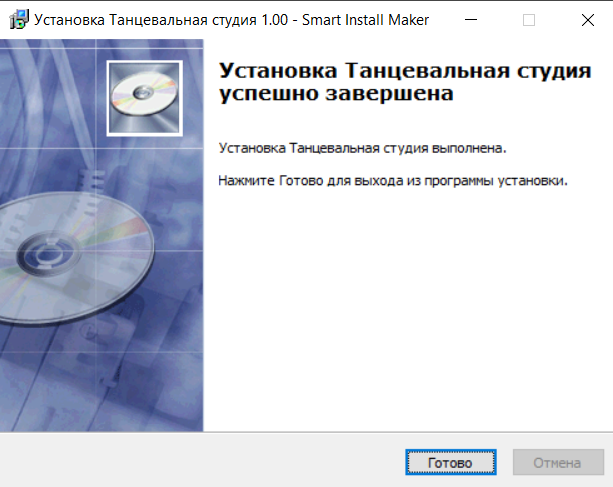 Установка Танцевальная студия 1.00 - Smart Install Maker
Установка Танцевальная студия
успешно завершена
Установка Танцевальная студия выполнена.
Нажмите Готово для выхода из программы установки.
Готово
Отмена